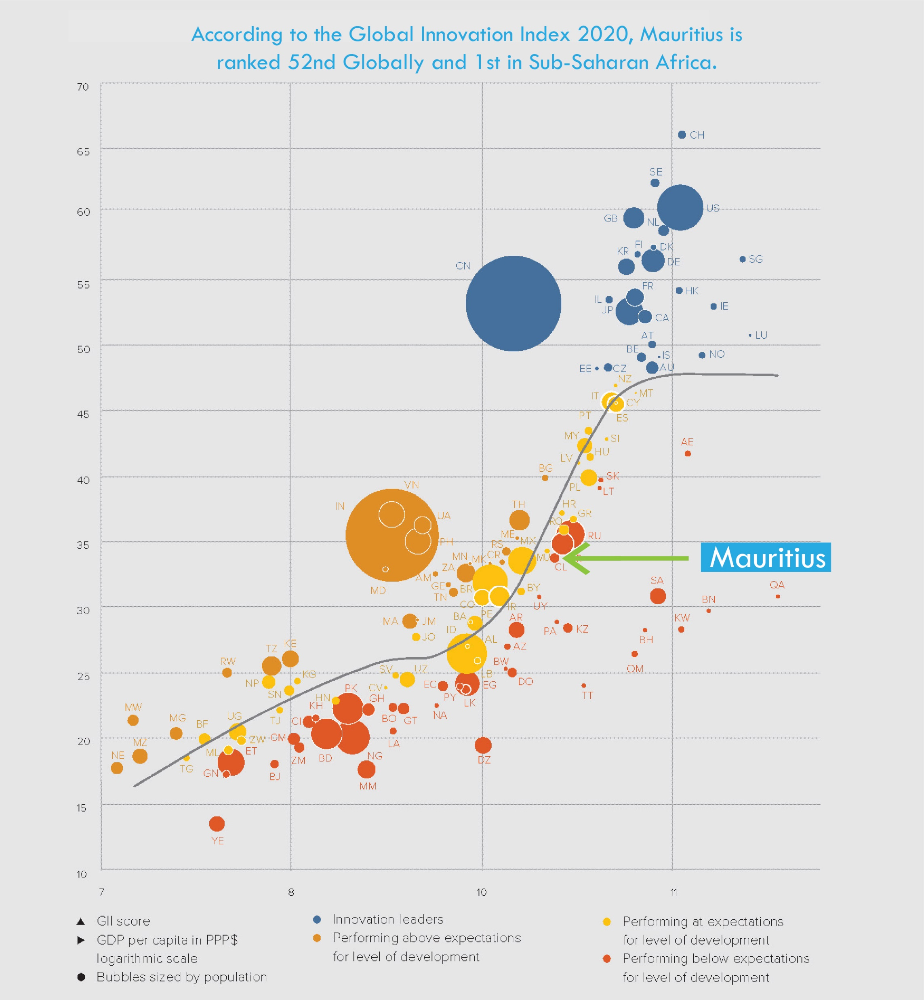 According to the Global Innovation Index 2020, Mauritius is
ranked 52nd Globally and 1st in Sub-Saharan Africa.
70
65
CH
SE
60
US
GB
NL
FI
DK
KR
DE
SG
CN
55
FR
HK
IL
IE
JP
CA
AT
LU
50
BE
IS
NO
EE
CZ
AU
NZ
IT
MT
CY
45
PT
ES
MY
SI
AE
HU
LV
BG
SK
40
VN
PL
LT
IN
TH
HR
GR
UA
RO
ME
RU
35
PH
RS
MX
MN
MK
CR
MU
Mauritius
ZA
CL
AM
SA
GE
BR
BY
QA
MD
TN
BN
CO
IR
UY
30
BA
PE
AR
KW
MA
JM
ID
PA
KZ
JO
AL
BH
KE
AZ
TZ
RW
BW
OM
UZ
25
SV
LB
KG
NP
EC
EG
DO
CV
PK
SN
HN
PY
TT
GH
LK
MW
KH
NA
MG
UG
BO
GT
BF
TJ
CI
20
ZW
CM
MZ
LA
ML
ET
NE
NG
ZM
BD
DZ
TG
GN
BJ
MM
15
YE
10
7
8
10
11
GII score
GDP per capita in PPP$
logarithmic scale
Bubbles sized by population
Innovation leaders
Performing above expectations
for level of development
Performing at expectations
for level of development
Performing below expectations
for level of development